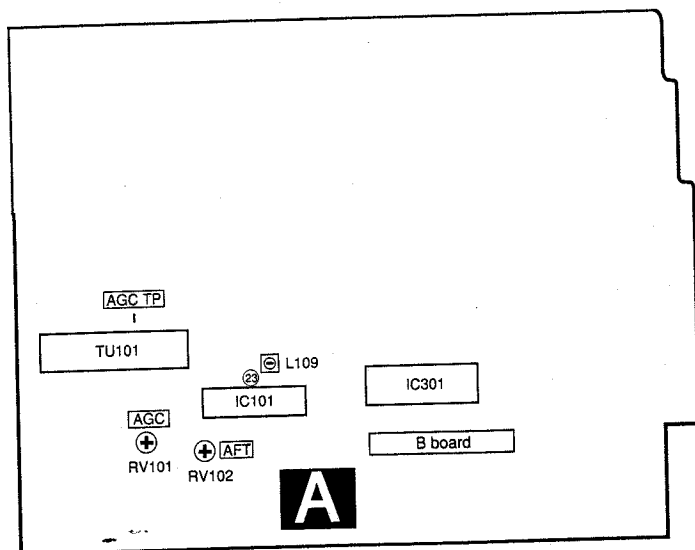 AGC TP
TU101
23
L109
IC101
IC301
AGC
AFT
B board
RV101
RV102
A